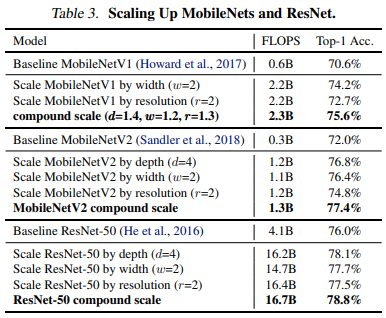 Table 3. Scaling Up MobileNets and ResNet.
Model FLOPS Top-1 Acc.
Baseline MobileNetV1 (Howard et al., 2017) 0.6B 70.6%
Scale MobileNetV1 by width (w=2) 2.2B 74.2%
Scale MobileNetV1 by resolution (r=2) 2.2B 72.7%
compound scale (d=1.4, w=1.2, r=1.3) 2.3B 75.6%
Baseline MobileNetV2 (Sandler et al., 2018) 0.3B 72.0%
Scale MobileNetV2 by depth (d=4) 1.2B 76.8%
Scale MobileNetV2 by width (w=2) 1.1B 76.4%
Scale MobileNetV2 by resolution (r=2) 1.2B 74.8%
MobileNetV2 compound scale 1.3B 77.4%
Baseline ResNet-50 (He et al., 2016) 4.1B 76.0%
Scale ResNet-50 by depth (d=4) 16.2B 78.1%
Scale ResNet-50 by width (w=2) 14.7B 77.7%
Scale ResNet-50 by resolution (r=2) 16.4B 77.5%
ResNet-50 compound scale 16.7B 78.8%